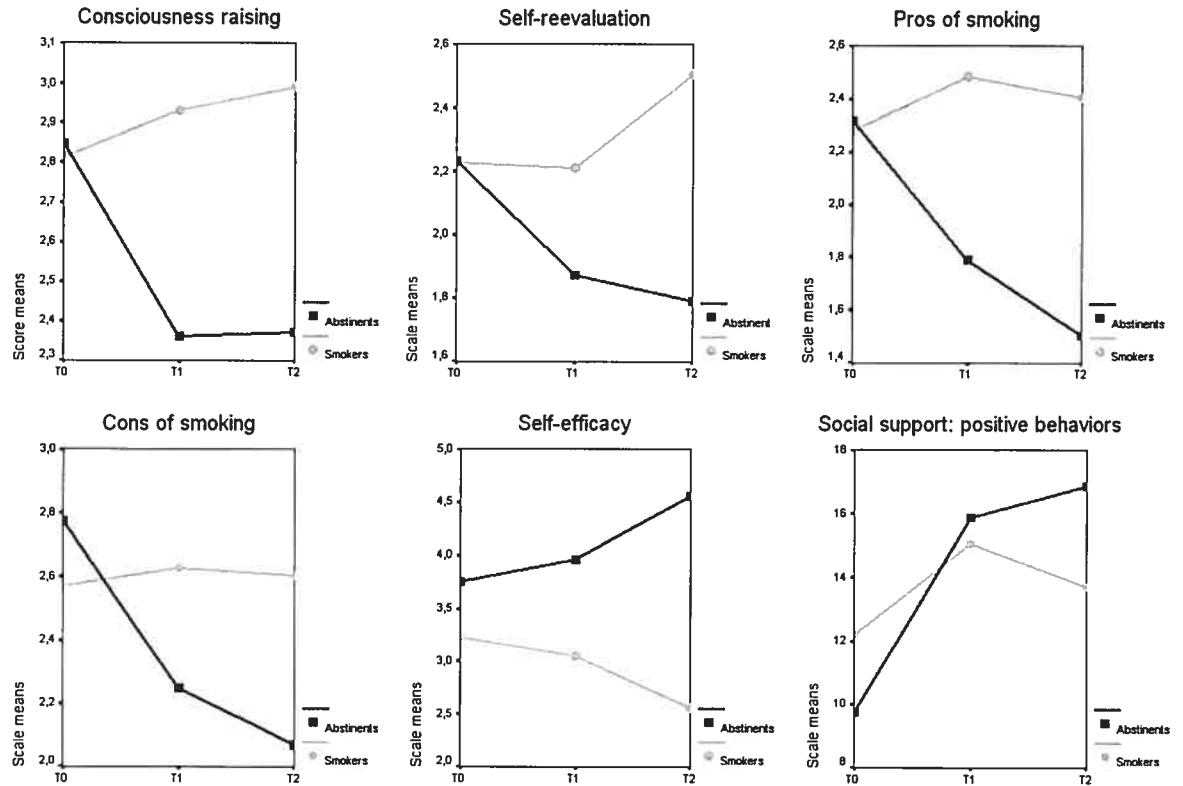 Consciousness raising
3,1
3,0
2,9
2,8
2,7
2,6
2,5
2,4
2,3
Score means
T0 T1 T2
Abstinents
Smokers
Self-reevaluation
2,6
2,4
2,2
2,0
1,8
1,6
Scale means
T0 T1 T2
Abstinent
Smokers
Pros of smoking
2,6
2,4
2,2
2,0
1,8
1,6
1,4
Scale means
T0 T1 T2
Abstinents
Smokers
Cons of smoking
3,0
2,8
2,6
2,4
2,2
2,0
Scale means
T0 T1 T2
Abstinents
Smokers
Self-efficacy
5,0
4,5
4,0
3,5
3,0
2,5
2,0
Scale means
T0 T1 T2
Abstinents
Smokers
Social support: positive behaviors
18
16
14
12
10
8
Scale means
T0 T1 T2
Abstinents
Smokers